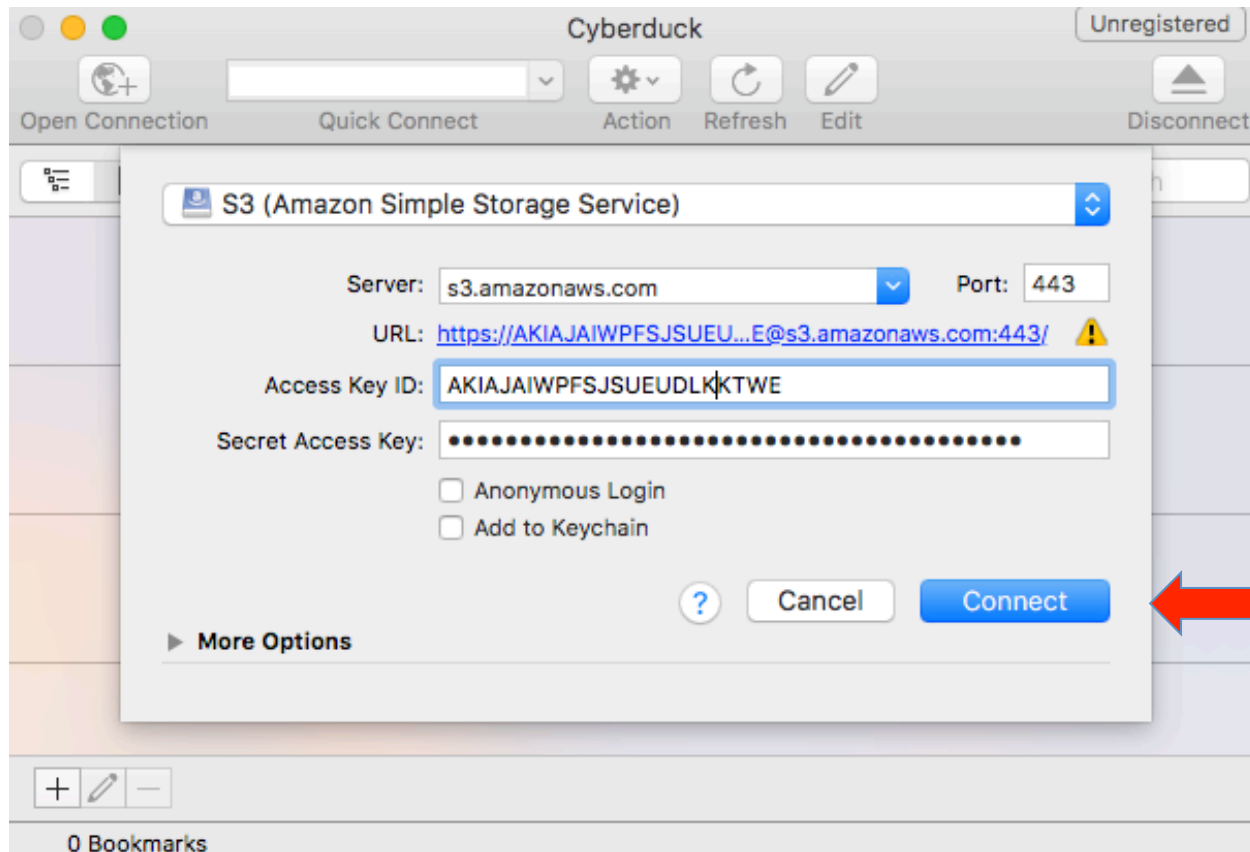 Cyberduck
Unregistered
Open Connection
Quick Connect
Action
Refresh
Edit
Disconnect
S3 (Amazon Simple Storage Service)
Server: s3.amazonaws.com Port: 443
URL: https://AKIAJAIWPFSJSUEU...E@s3.amazonaws.com:443/
Access Key ID: AKIAJAIWPFSJSUEUDLKKTWE
Secret Access Key: ••••••••••••••••••••••••••••••••••••••••
Anonymous Login
Add to Keychain
? Cancel Connect
More Options
0 Bookmarks